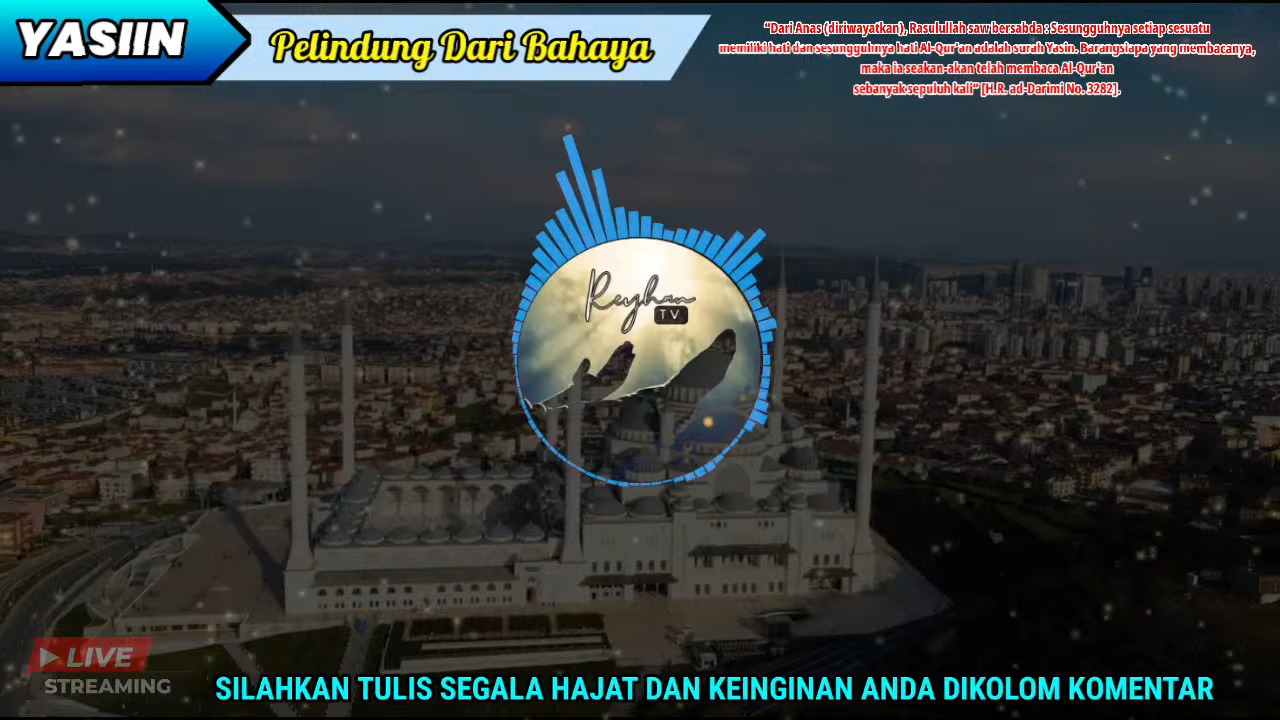 YASIIN
Pelindung Dari Bahaya
“Dari Anas (diriwayatkan), Rasulullah saw bersabda : Sesungguhnya setiap sesuatu
memiliki hati dan sesungguhnya hati Al-Qur'an adalah surah Yasin. Barangsiapa yang membacanya,
maka ia seakan-akan telah membaca Al-Qur'an
sebanyak sepuluh kali” [H.R. ad-Darimi No. 3282].
Reyhan
TV
LIVE
STREAMING
SILAHKAN TULIS SEGALA HAJAT DAN KEINGINAN ANDA DIKOLOM KOMENTAR